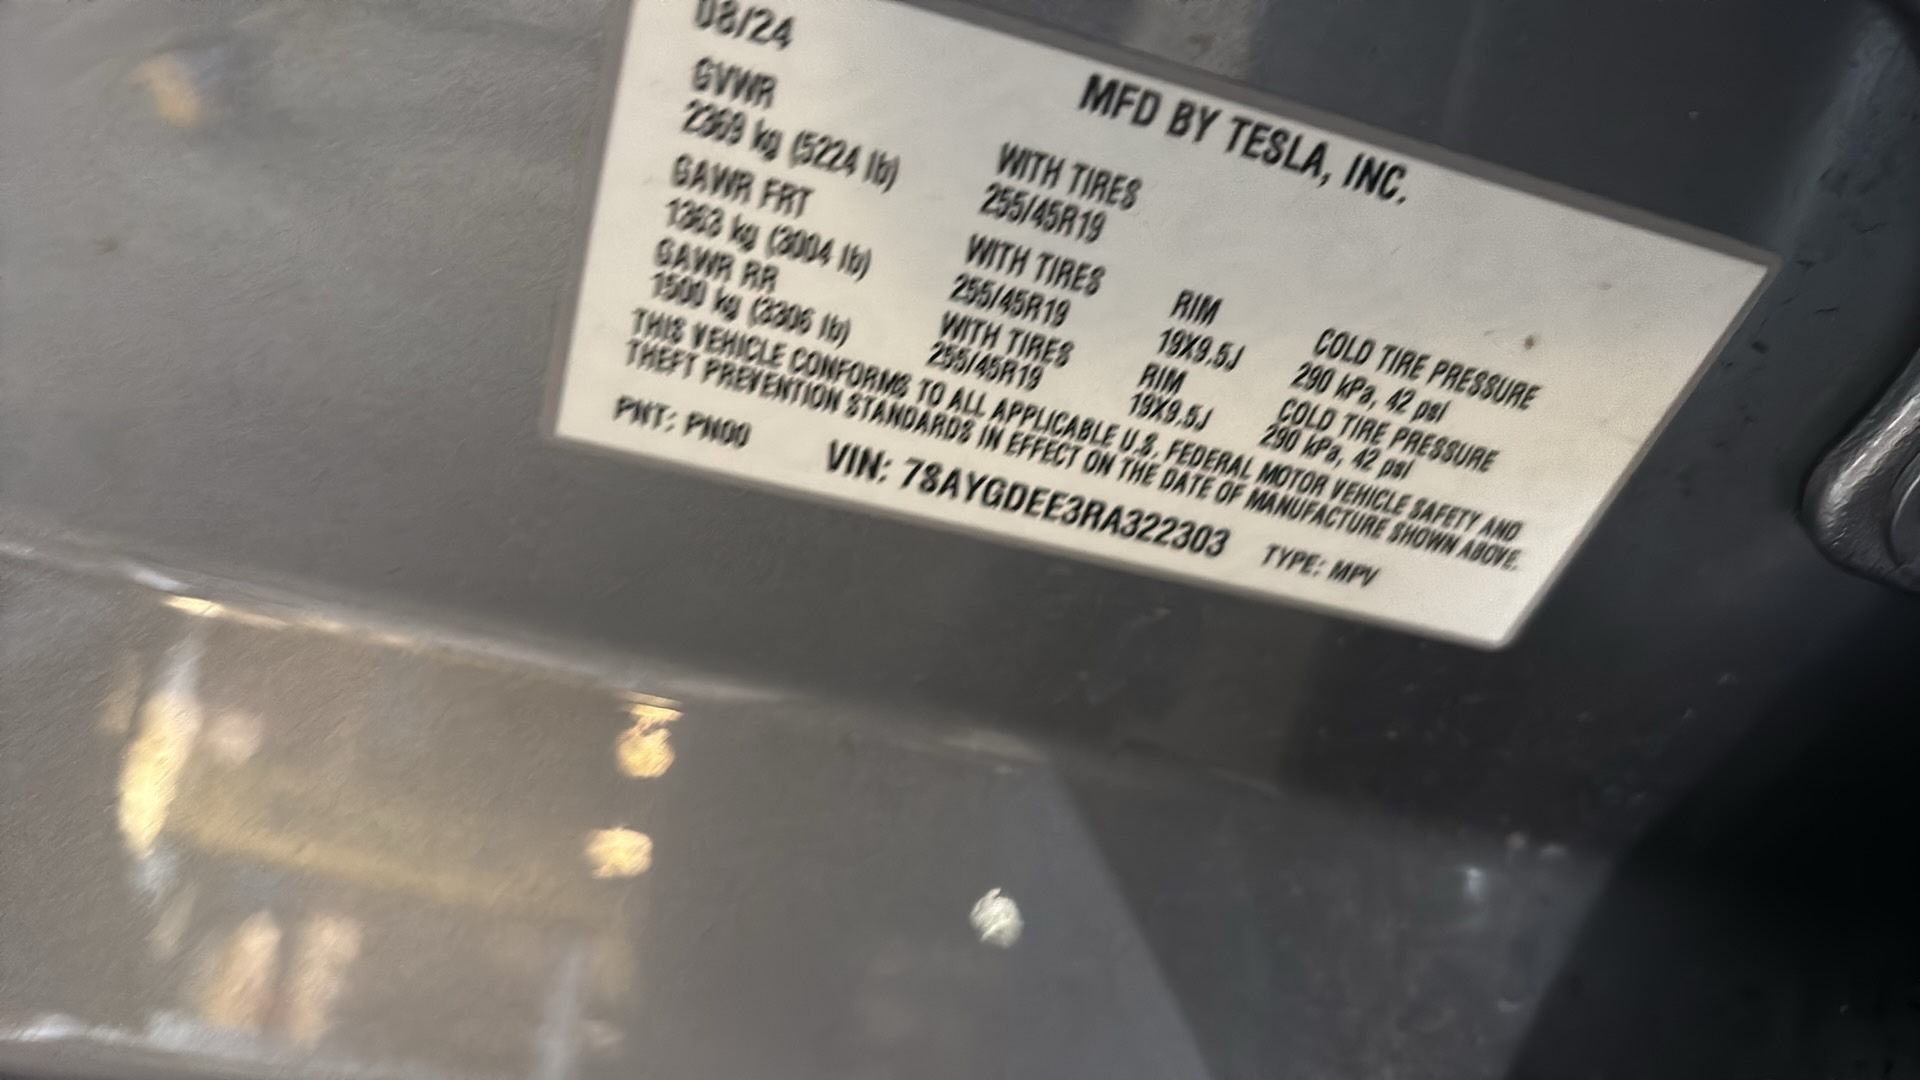 08/24
MFD BY TESLA, INC.
GVWR
2369 kg (5224 lb)
GAWR FRT
1363 kg (3004 lb)
GAWR RR
1500 kg (3306 lb)
WITH TIRES
255/45R19
WITH TIRES
255/45R19
WITH TIRES
255/45R19
RIM
19X9.5J
RIM
19X9.5J
COLD TIRE PRESSURE
290 kPa, 42 psi
COLD TIRE PRESSURE
290 kPa, 42 psi
THIS VEHICLE CONFORMS TO ALL APPLICABLE U.S. FEDERAL MOTOR VEHICLE SAFETY AND
THEFT PREVENTION STANDARDS IN EFFECT ON THE DATE OF MANUFACTURE SHOWN ABOVE.
PNT: PN00
VIN: 7SAYGDEE3RA322303
TYPE: MPV